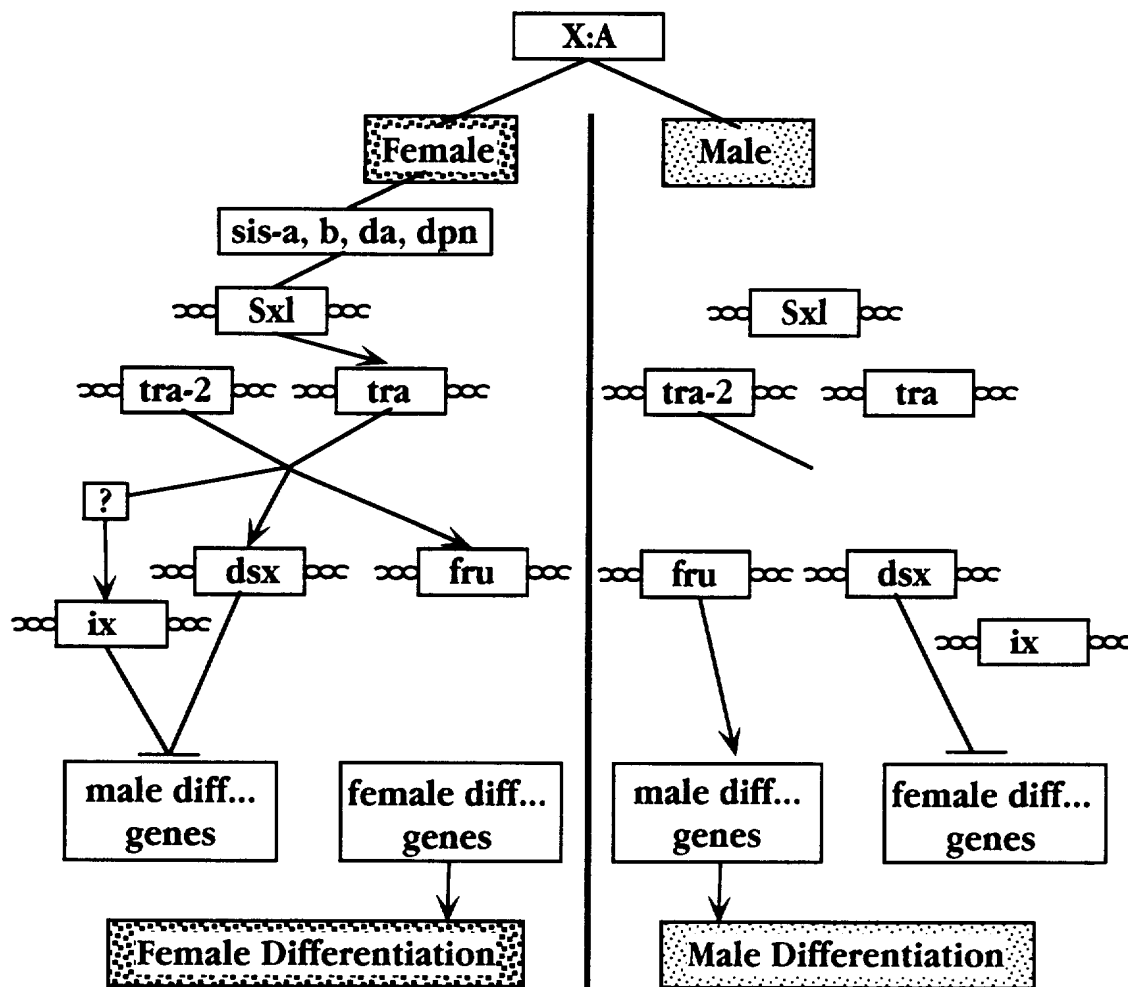 X:A
Female
Male
sis-a, b, da, dpn
Sxl
Sxl
tra-2
tra
tra-2
tra
?
dsx
fru
fru
dsx
ix
ix
male diff...
genes
female diff...
genes
male diff...
genes
female diff...
genes
Female Differentiation
Male Differentiation